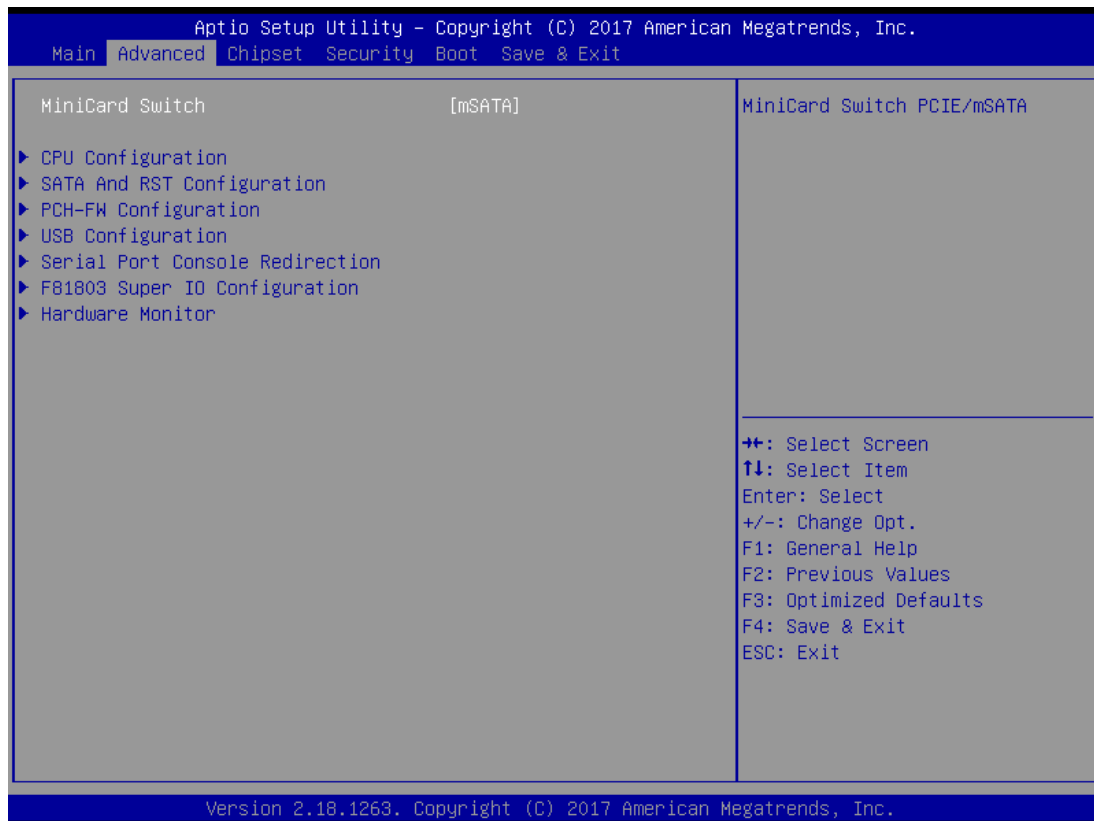 Aptio Setup Utility – Copyright (C) 2017 American Megatrends, Inc.
Main Advanced Chipset Security Boot Save & Exit
MiniCard Switch [mSATA]
CPU Configuration
SATA And RST Configuration
PCH-FW Configuration
USB Configuration
Serial Port Console Redirection
F81803 Super IO Configuration
Hardware Monitor
MiniCard Switch PCIE/mSATA
→←: Select Screen
↑↓: Select Item
Enter: Select
+/-: Change Opt.
F1: General Help
F2: Previous Values
F3: Optimized Defaults
F4: Save & Exit
ESC: Exit
Version 2.18.1263. Copyright (C) 2017 American Megatrends, Inc.